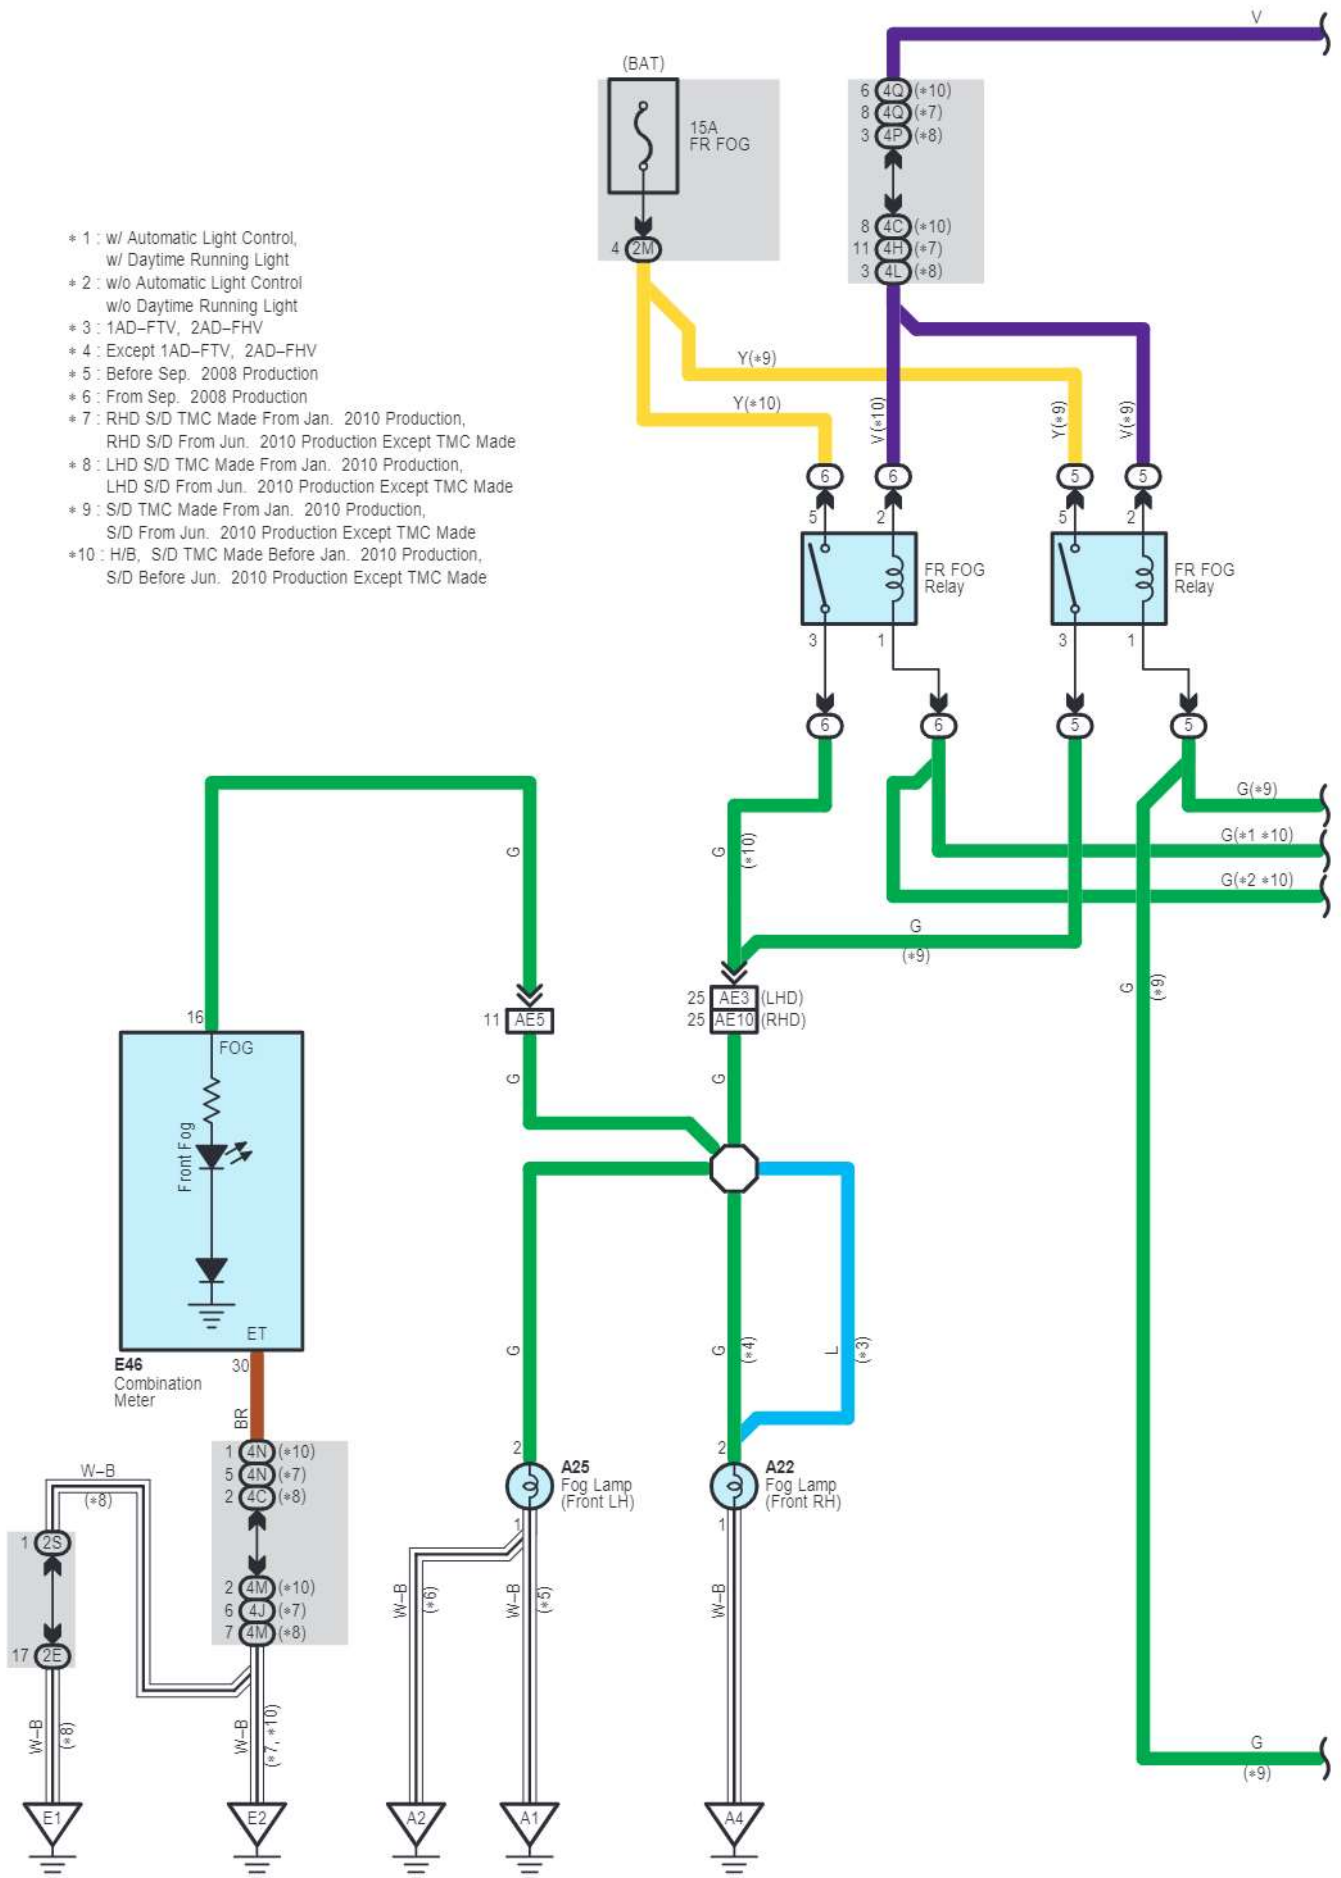 V
(BAT)
15A
FR FOG
4 2M
6 4Q (*10)
8 4Q (*7)
3 4P (*8)
8 4C (*10)
11 4H (*7)
3 4L (*8)
* 1 : w/ Automatic Light Control,
w/ Daytime Running Light
* 2 : w/o Automatic Light Control
w/o Daytime Running Light
* 3 : 1AD-FTV, 2AD-FHV
* 4 : Except 1AD-FTV, 2AD-FHV
* 5 : Before Sep. 2008 Production
* 6 : From Sep. 2008 Production
* 7 : RHD S/D TMC Made From Jan. 2010 Production,
RHD S/D From Jun. 2010 Production Except TMC Made
* 8 : LHD S/D TMC Made From Jan. 2010 Production,
LHD S/D From Jun. 2010 Production Except TMC Made
* 9 : S/D TMC Made From Jan. 2010 Production,
S/D From Jun. 2010 Production Except TMC Made
*10 : H/B, S/D TMC Made Before Jan. 2010 Production,
S/D Before Jun. 2010 Production Except TMC Made
Y(*9)
Y(*10)
V(*10)
Y(*9)
V(*9)
6 6 5 5
5 2 5 2
FR FOG
Relay
FR FOG
Relay
3 1 3 1
6 6 5 5
G(*9)
G(*1 *10)
G(*2 *10)
G
G
(*10)
G
(*9)
G
(*9)
25 AE3 (LHD)
25 AE10 (RHD)
11 AE5
16
FOG
Front Fog
ET
E46
Combination
Meter
30
BR
G
G
G
G
(*4)
L
(*3)
1 4N (*10)
5 4N (*7)
2 4C (*8)
2 4M (*10)
6 4J (*7)
7 4M (*8)
W-B
(*8)
1 2S
17 2E
2
A25
Fog Lamp
(Front LH)
1
2
A22
Fog Lamp
(Front RH)
1
W-B
(*6)
W-B
(*5)
W-B
W-B
(*8)
W-B
(*7, *10)
G
(*9)
E1
E2
A2
A1
A4